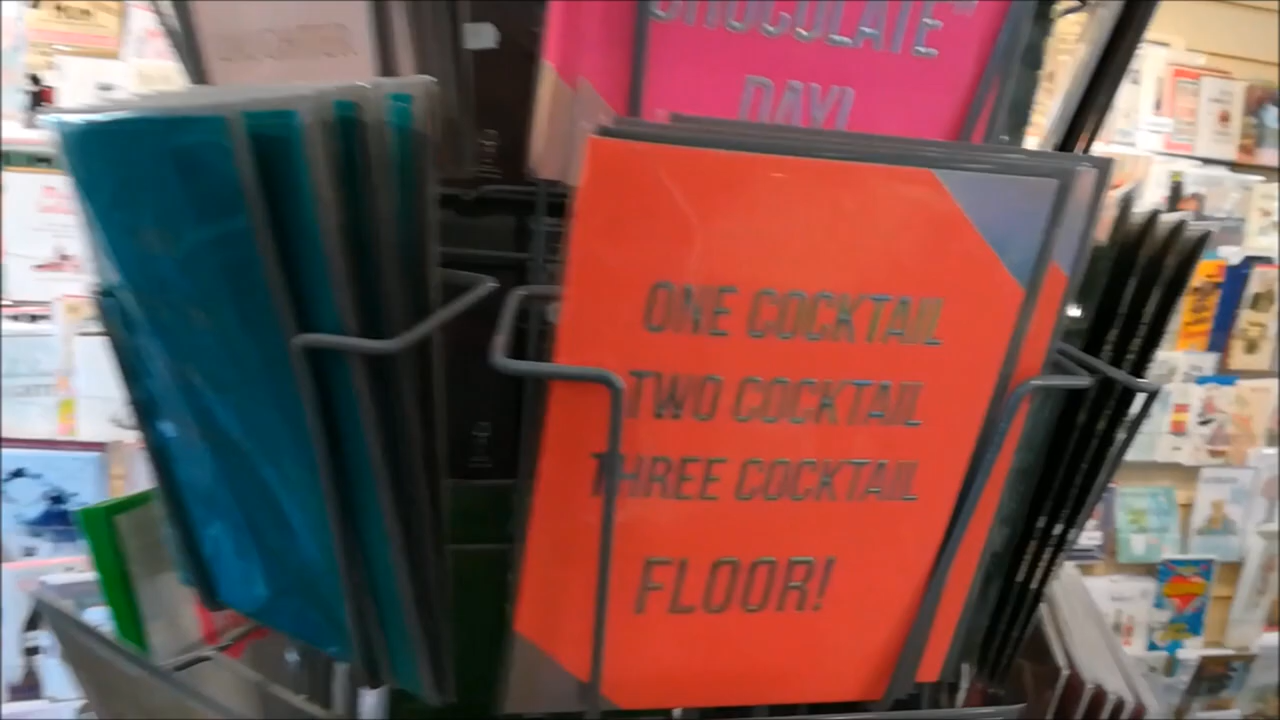 CHOCOLATE"
DAY!
ONE COCKTAIL
TWO COCKTAIL
THREE COCKTAIL
FLOOR!